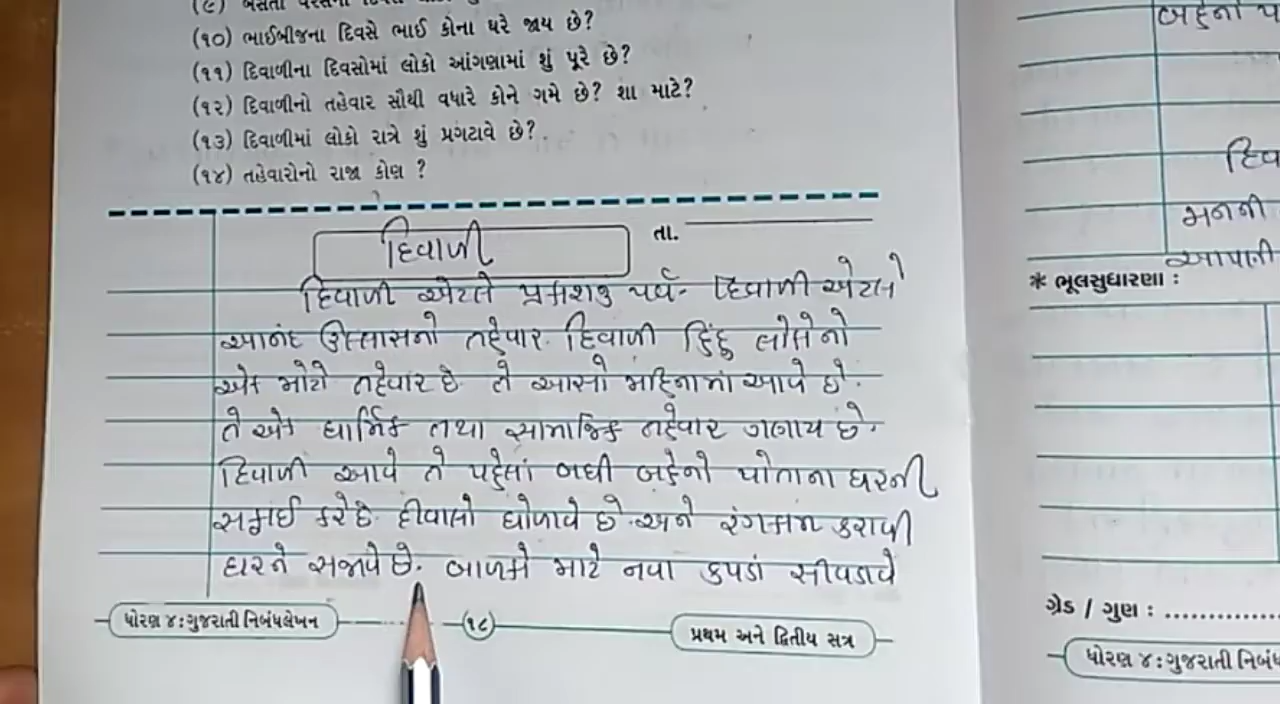 (૧૦) ભાઈબીજના દિવસે ભાઈ કોના ઘરે જાય છે?
(૧૧) દિવાળીના દિવસોમાં લોકો આંગણામાં શું પૂરે છે?
(૧૨) દિવાળીનો તહેવાર સૌથી વધારે કોને ગમે છે? શા માટે?
(૧૩) દિવાળીમાં લોકો રાત્રે શું પ્રગટાવે છે?
(૧૪) તહેવારોનો રાજા કોણ ?
દિવાળી
તા.
દિવાળી એટલે પ્રકાશનું પર્વ. દિવાળી એટલે
આનંદ ઉલ્લાસનો તહેવાર. દિવાળી હિંદુ લોકોનો
એક મોટો તહેવાર છે. તે આસો મહિનામાં આવે છે.
તે એક ધાર્મિક તથા સામાજિક તહેવાર ગણાય છે.
દિવાળી આવે તે પહેલાં બધી બહેનો પોતાના ઘરની
સફાઈ કરે છે. દીવાલો ધોળાવે છે. અને રંગકામ કરાવી
ઘરને સજાવે છે. બાળકો માટે નવા કપડાં સીવડાવે
ધોરણ ૪ : ગુજરાતી નિબંધલેખન
૧૮
પ્રથમ અને દ્વિતીય સત્ર
બહેનો
મનની
* ભૂલસુધારણા :
ગ્રેડ / ગુણ : ................
ધોરણ ૪ : ગુજરાતી